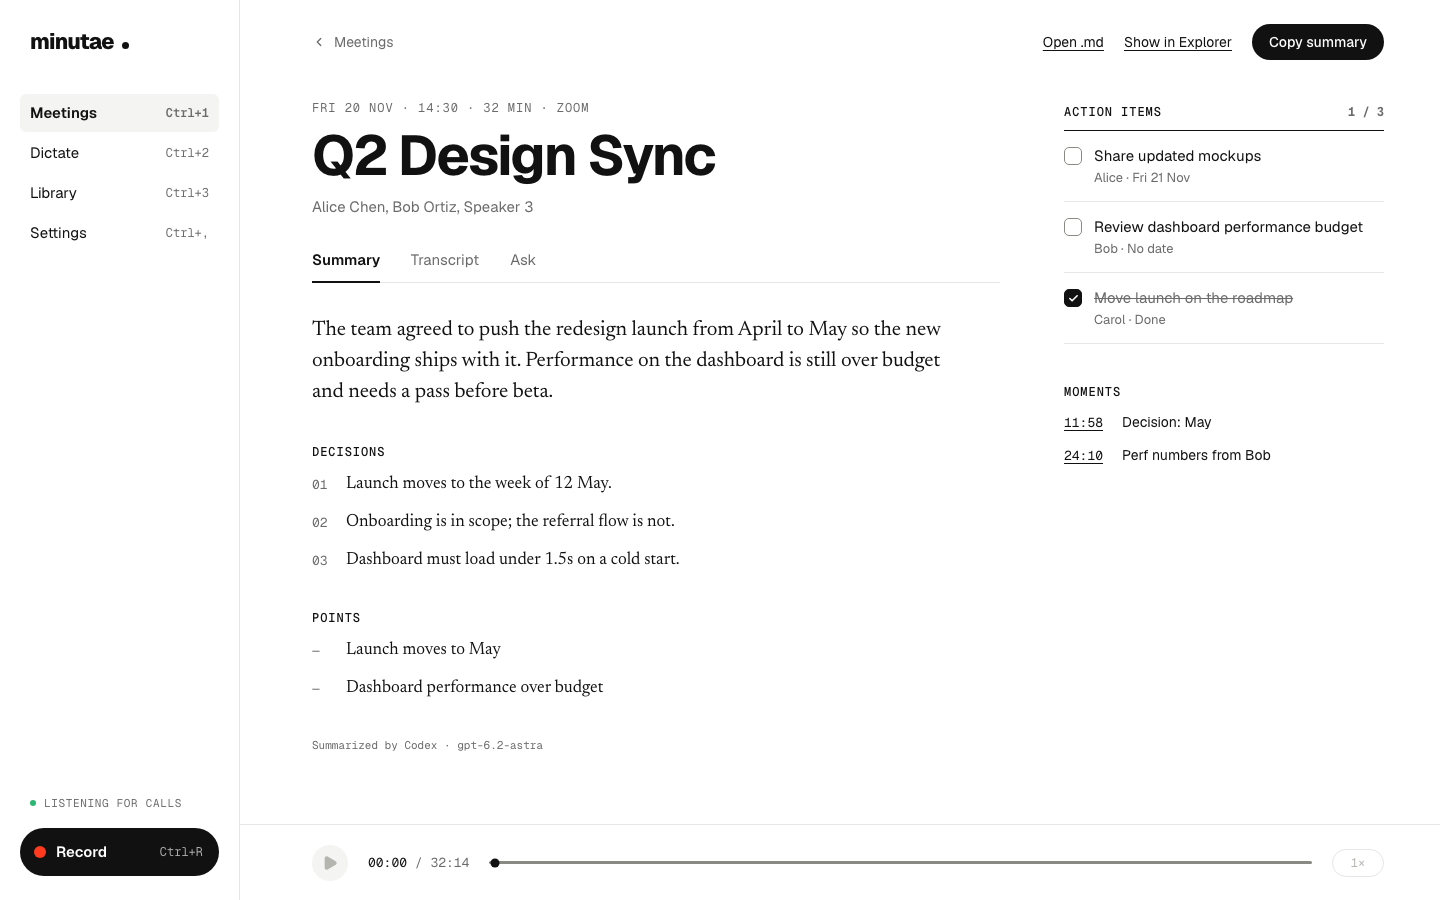 minutae
Meetings Ctrl+1
Dictate Ctrl+2
Library Ctrl+3
Settings Ctrl+,
LISTENING FOR CALLS
Record Ctrl+R
Meetings
Open .md Show in Explorer Copy summary
FRI 20 NOV · 14:30 · 32 MIN · ZOOM
Q2 Design Sync
Alice Chen, Bob Ortiz, Speaker 3
Summary Transcript Ask
The team agreed to push the redesign launch from April to May so the new
onboarding ships with it. Performance on the dashboard is still over budget
and needs a pass before beta.
DECISIONS
01 Launch moves to the week of 12 May.
02 Onboarding is in scope; the referral flow is not.
03 Dashboard must load under 1.5s on a cold start.
POINTS
– Launch moves to May
– Dashboard performance over budget
Summarized by Codex · gpt-6.2-astra
ACTION ITEMS 1 / 3
Share updated mockups
Alice · Fri 21 Nov
Review dashboard performance budget
Bob · No date
Move launch on the roadmap
Carol · Done
MOMENTS
11:58 Decision: May
24:10 Perf numbers from Bob
00:00 / 32:14 1×